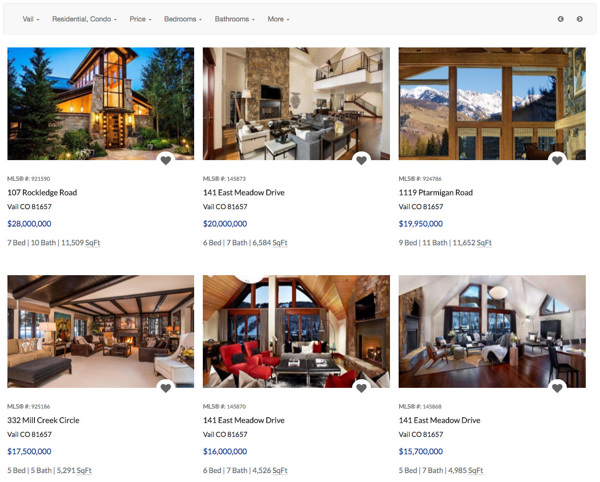 Vail Residential, Condo Price Bedrooms Bathrooms More
MLS® #: 921590
107 Rockledge Road
Vail CO 81657
$28,000,000
7 Bed | 10 Bath | 11,509 SqFt
MLS® #: 145873
141 East Meadow Drive
Vail CO 81657
$20,000,000
6 Bed | 7 Bath | 6,584 SqFt
MLS® #: 924786
1119 Ptarmigan Road
Vail CO 81657
$19,950,000
9 Bed | 11 Bath | 11,652 SqFt
MLS® #: 925186
332 Mill Creek Circle
Vail CO 81657
$17,500,000
5 Bed | 5 Bath | 5,291 SqFt
MLS® #: 145870
141 East Meadow Drive
Vail CO 81657
$16,000,000
6 Bed | 7 Bath | 4,526 SqFt
MLS® #: 145868
141 East Meadow Drive
Vail CO 81657
$15,700,000
5 Bed | 7 Bath | 4,985 SqFt